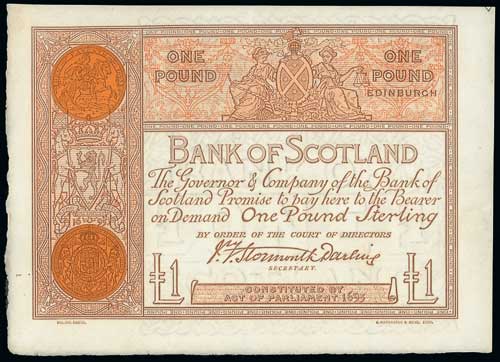 ONE POUND
ONE POUND
EDINBURGH
BANK OF SCOTLAND
The Governor & Company of the Bank of
Scotland Promise to pay here to the Bearer
on Demand One Pound Sterling
BY ORDER OF THE COURT OF DIRECTORS
J. F. Stormonth Darling
SECRETARY.
£1
£1
CONSTITUTED BY
ACT OF PARLIAMENT 1695